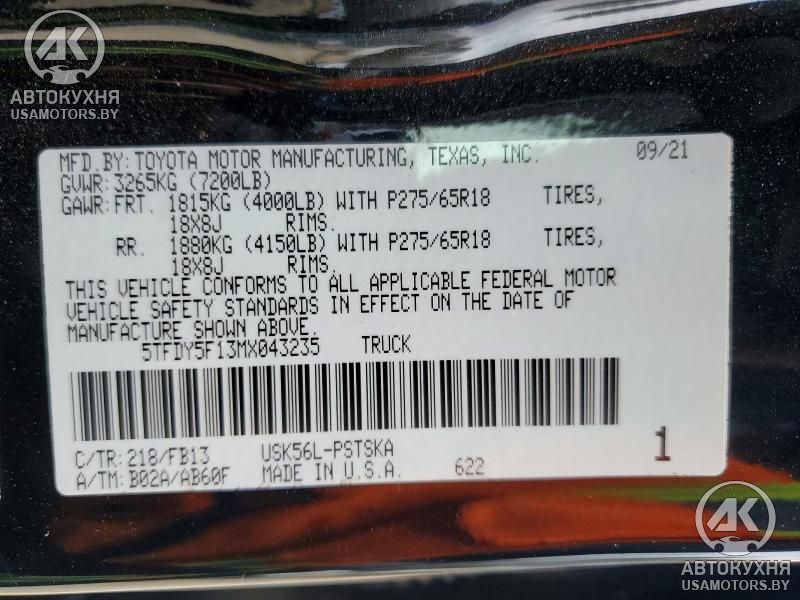 AK
АВТОКУХНЯ
USAMOTORS.BY
MFD.BY: TOYOTA MOTOR MANUFACTURING, TEXAS, INC. 09/21
GVWR: 3265KG (7200LB)
GAWR: FRT. 1815KG (4000LB) WITH P275/65R18 TIRES,
18X8J RIMS.
RR. 1880KG (4150LB) WITH P275/65R18 TIRES,
18X8J RIMS.
THIS VEHICLE CONFORMS TO ALL APPLICABLE FEDERAL MOTOR
VEHICLE SAFETY STANDARDS IN EFFECT ON THE DATE OF
MANUFACTURE SHOWN ABOVE.
5TFDY5F13MX043235 TRUCK
C/TR: 218/FB13 USK56L-PSTSKA 1
A/TM: B02A/AB60F MADE IN U.S.A. 622
AK
АВТОКУХНЯ
USAMOTORS.BY